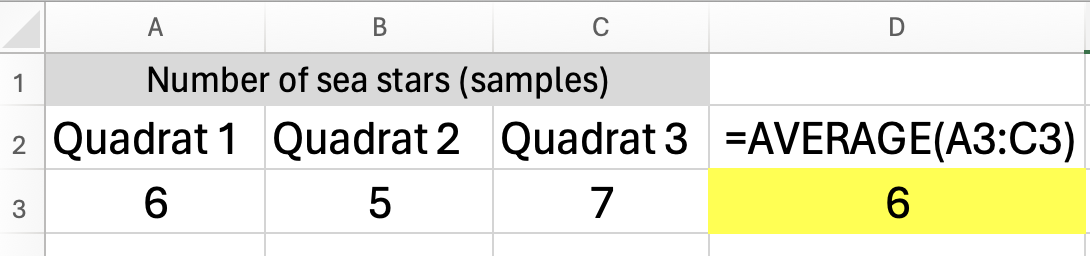 A B C D
1 Number of sea stars (samples)
2 Quadrat 1 Quadrat 2 Quadrat 3 =AVERAGE(A3:C3)
3 6 5 7 6